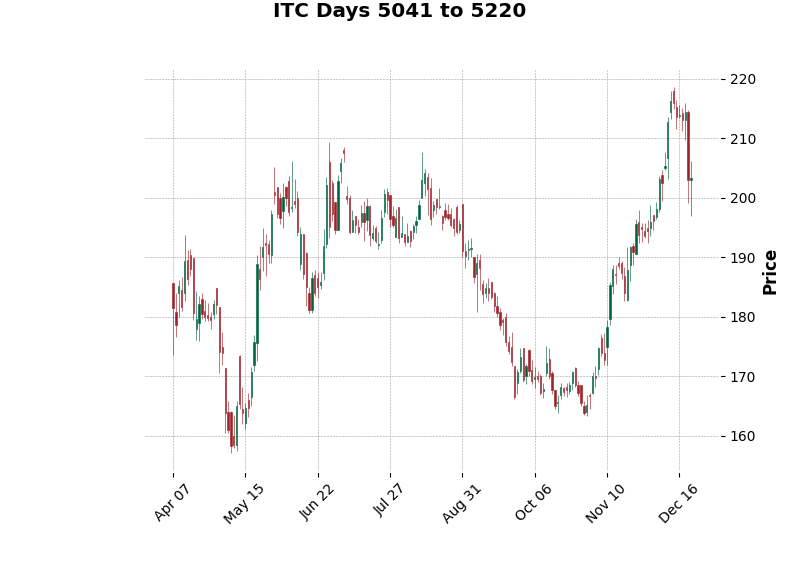 ITC Days 5041 to 5220
220
210
200
190
180
170
160
Price
Apr 07
May 15
Jun 22
Jul 27
Aug 31
Oct 06
Nov 10
Dec 16